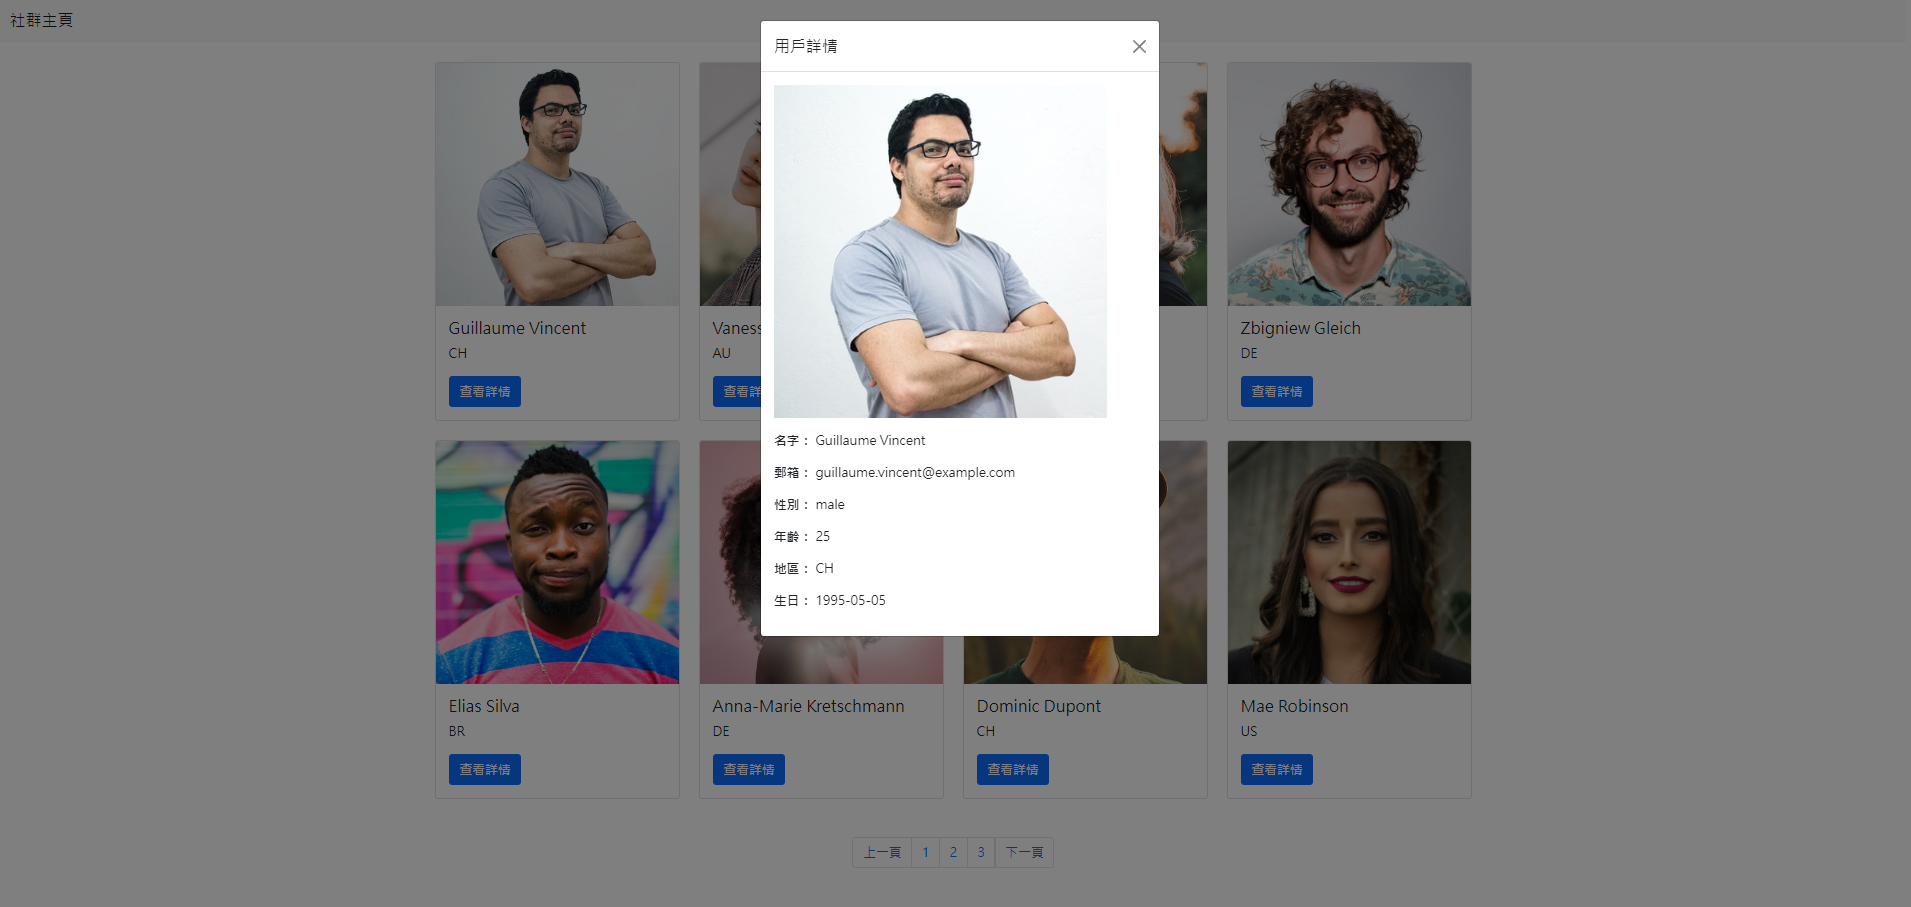 社群主頁
用戶詳情
名字： Guillaume Vincent
郵箱： guillaume.vincent@example.com
性別： male
年齡： 25
地區： CH
生日： 1995-05-05
Guillaume Vincent
CH
查看詳情
Vaness
AU
查看詳
Zbigniew Gleich
DE
查看詳情
Elias Silva
BR
查看詳情
Anna-Marie Kretschmann
DE
查看詳情
Dominic Dupont
CH
查看詳情
Mae Robinson
US
查看詳情
上一頁 1 2 3 下一頁